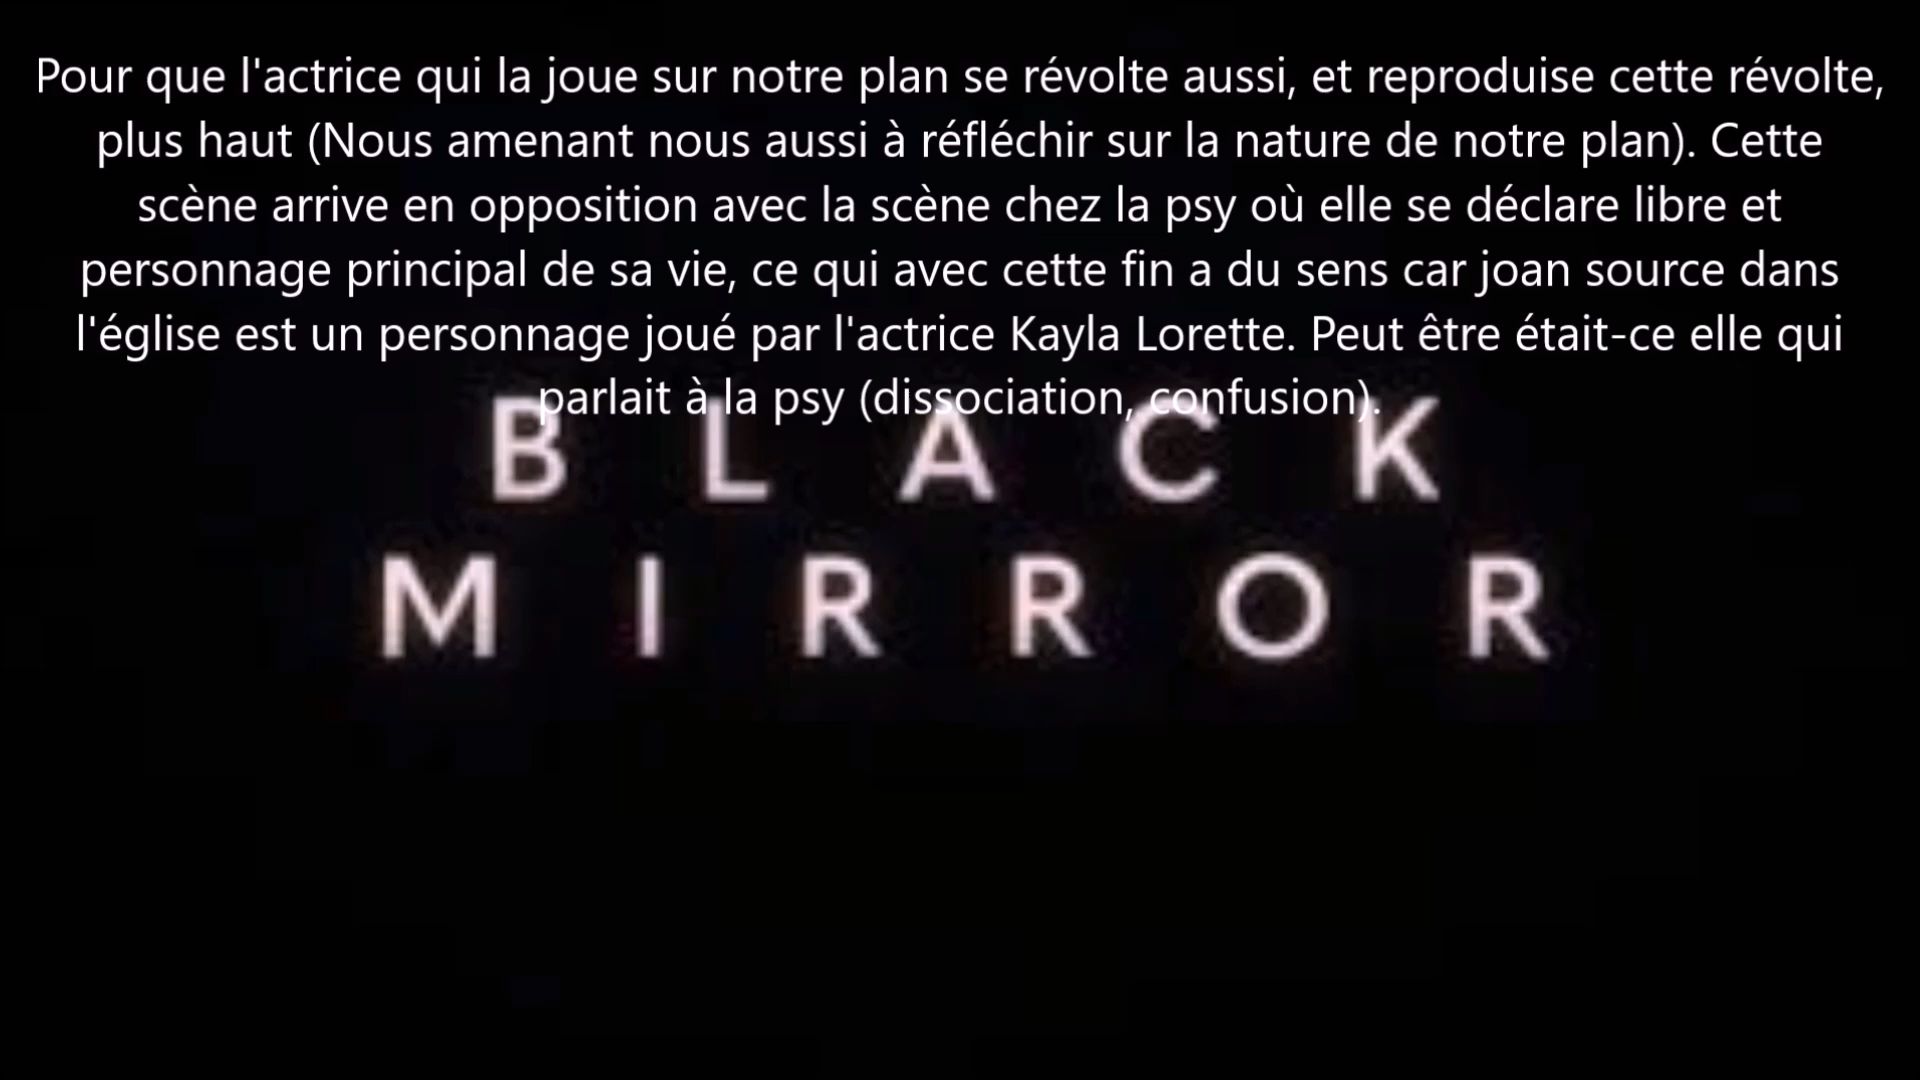 Pour que l'actrice qui la joue sur notre plan se révolte aussi, et reproduise cette révolte,
plus haut (Nous amenant nous aussi à réfléchir sur la nature de notre plan). Cette
scène arrive en opposition avec la scène chez la psy où elle se déclare libre et
personnage principal de sa vie, ce qui avec cette fin a du sens car joan source dans
l'église est un personnage joué par l'actrice Kayla Lorette. Peut être était-ce elle qui
parlait à la psy (dissociation, confusion).
BLACK
MIRROR